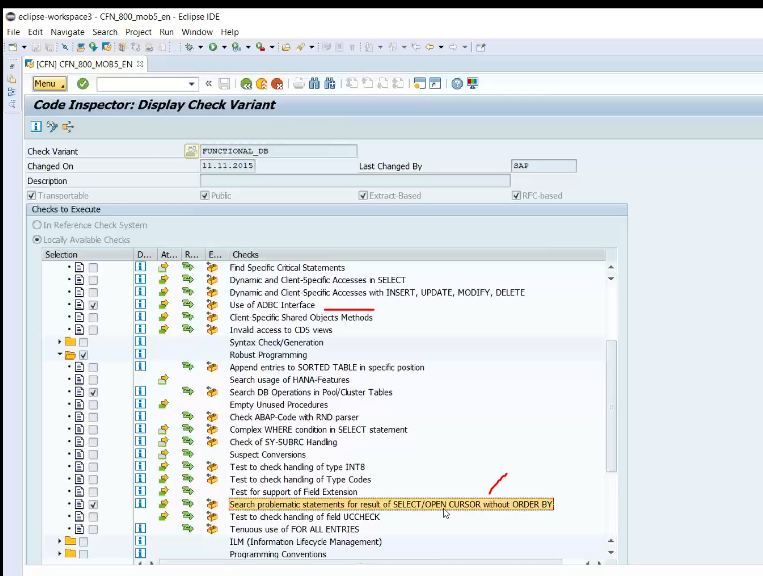 eclipse-workspace3 - CFN_800_mob5_en - Eclipse IDE
File Edit Navigate Search Project Run Window Help
[CFN] CFN_800_MOB5_EN
Menu
Code Inspector: Display Check Variant
Check Variant FUNCTIONAL_DB
Changed On 11.11.2015 Last Changed By SAP
Description
Transportable Public Extract-Based RFC-based
Checks to Execute
In Reference Check System
Locally Available Checks
Selection D... At... R... E... Checks
Find Specific Critical Statements
Dynamic and Client-Specific Accesses in SELECT
Dynamic and Client-Specific Accesses with INSERT, UPDATE, MODIFY, DELETE
Use of ADBC Interface
Client-Specific Shared Objects Methods
Invalid access to CDS views
Syntax Check/Generation
Robust Programming
Append entries to SORTED TABLE in specific position
Search usage of HANA-Features
Search DB Operations in Pool/Cluster Tables
Empty Unused Procedures
Check ABAP-Code with RND parser
Complex WHERE condition in SELECT statement
Check of SY-SUBRC Handling
Suspect Conversions
Test to check handling of type INT8
Test to check handling of Type Codes
Test for support of Field Extension
Search problematic statements for result of SELECT/OPEN CURSOR without ORDER BY
Test to check handling of field UCCHECK
Tenuous use of FOR ALL ENTRIES
ILM (Information Lifecycle Management)
Programming Conventions